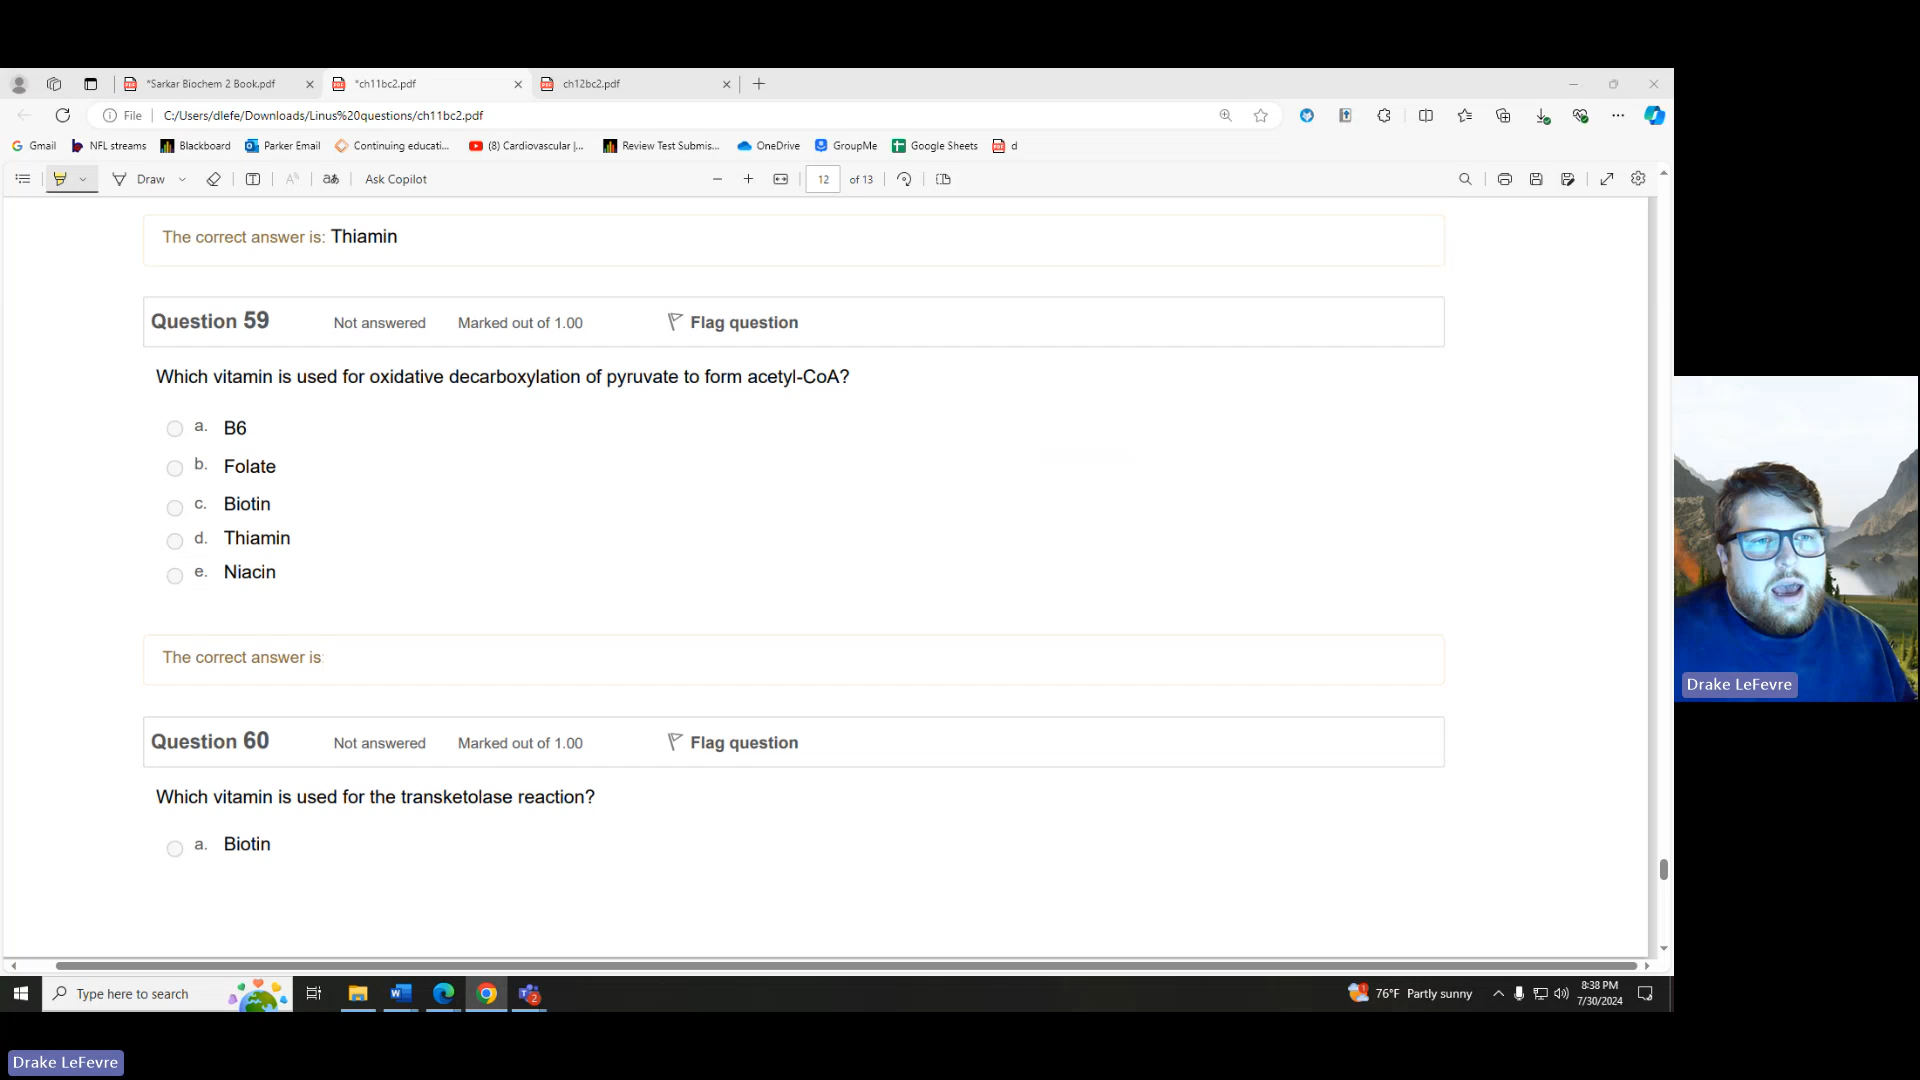 *Sarkar Biochem 2 Book.pdf
*ch11bc2.pdf
ch12bc2.pdf
File C:/Users/dlefe/Downloads/Linus%20questions/ch11bc2.pdf
Gmail NFL streams Blackboard Parker Email Continuing educati... (8) Cardiovascular |... Review Test Submis... OneDrive GroupMe Google Sheets d
Draw Ask Copilot 12 of 13
The correct answer is: Thiamin
Question 59 Not answered Marked out of 1.00 Flag question
Which vitamin is used for oxidative decarboxylation of pyruvate to form acetyl-CoA?
a. B6
b. Folate
c. Biotin
d. Thiamin
e. Niacin
The correct answer is:
Question 60 Not answered Marked out of 1.00 Flag question
Which vitamin is used for the transketolase reaction?
a. Biotin
Drake LeFevre
Type here to search
76°F Partly sunny
8:38 PM
7/30/2024
Drake LeFevre